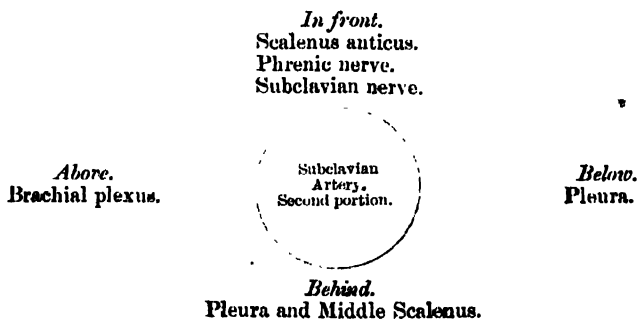 In front.
Scalenus anticus.
Phrenic nerve.
Subclavian nerve.
Above.
Brachial plexus.
Subclavian
Artery.
Second portion.
Below.
Pleura.
Behind.
Pleura and Middle Scalenus.